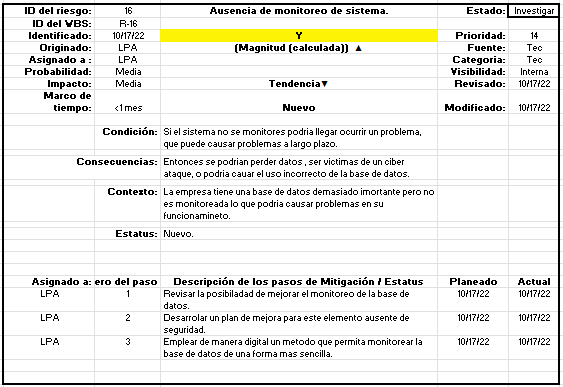 ID del riesgo: 16 Ausencia de monitoreo de sistema. Estado: Investigar
ID del WBS: R-16
Identificado: 10/17/22 Y Prioridad: 14
Originado: LPA (Magnitud (calculada)) ▲ Fuente: Tec
Asignado a : LPA Categoria: Tec
Probabilidad: Media Visibilidad: Interna
Impacto: Media Tendencia▼ Revisado: 10/17/22
Marco de
tiempo: <1 mes Nuevo Modificado: 10/17/22
Condición: Si el sistema no se monitores podria llegar ocurrir un problema,
que puede causar problemas a largo plazo.
Consecuencias: Entonces se podrian perder datos , ser victimas de un ciber
ataque, o podria cauar el uso incorrecto de la base de datos.
Contexto: La empresa tiene una base de datos demasiado imortante pero no
es monitoreada lo que podria causar problemas en su
funcionamineto.
Estatus: Nuevo.
Asignado a: ero del paso Descripción de los pasos de Mitigación / Estatus Planeado Actual
LPA 1 Revisar la posibiladad de mejorar el monitoreo de la base de
datos. 10/17/22 10/17/22
LPA 2 Desarrolar un plan de mejora para este elemento ausente de
seguridad. 10/17/22 10/17/22
LPA 3 Emplear de manera digital un metodo que permita monitorear la
base de datos de una forma mas sencilla. 10/17/22 10/17/22